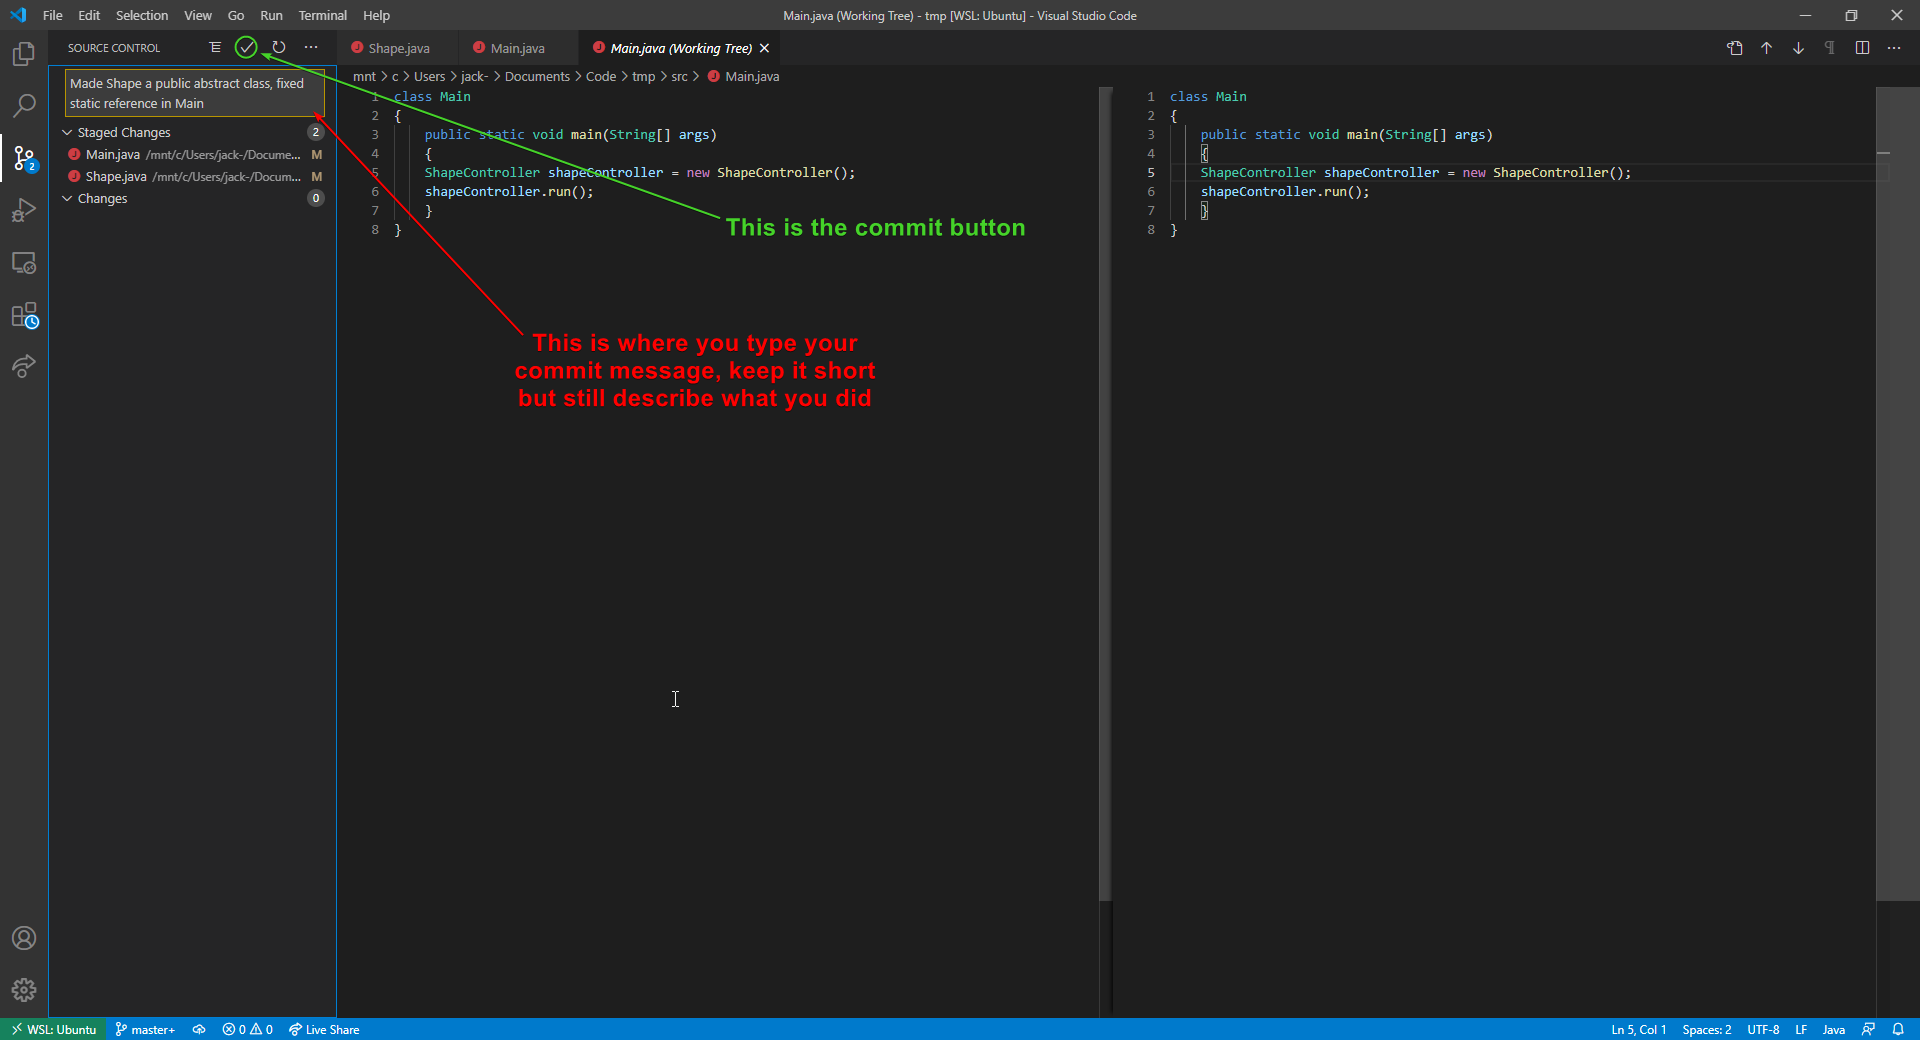 File Edit Selection View Go Run Terminal Help
Main.java (Working Tree) - tmp [WSL: Ubuntu] - Visual Studio Code
SOURCE CONTROL
Shape.java
Main.java
Main.java (Working Tree)
Made Shape a public abstract class, fixed
static reference in Main
Staged Changes 2
Main.java /mnt/c/Users/jack-/Docume... M
Shape.java /mnt/c/Users/jack-/Docum... M
Changes 0
2
mnt > c > Users > jack- > Documents > Code > tmp > src > Main.java
1 class Main
2 {
3 public static void main(String[] args)
4 {
5 ShapeController shapeController = new ShapeController();
6 shapeController.run();
7 }
8 }
1 class Main
2 {
3 public static void main(String[] args)
4 {
5 ShapeController shapeController = new ShapeController();
6 shapeController.run();
7 }
8 }
This is the commit button
This is where you type your
commit message, keep it short
but still describe what you did
WSL: Ubuntu master+ 0 0 Live Share
Ln 5, Col 1 Spaces: 2 UTF-8 LF Java